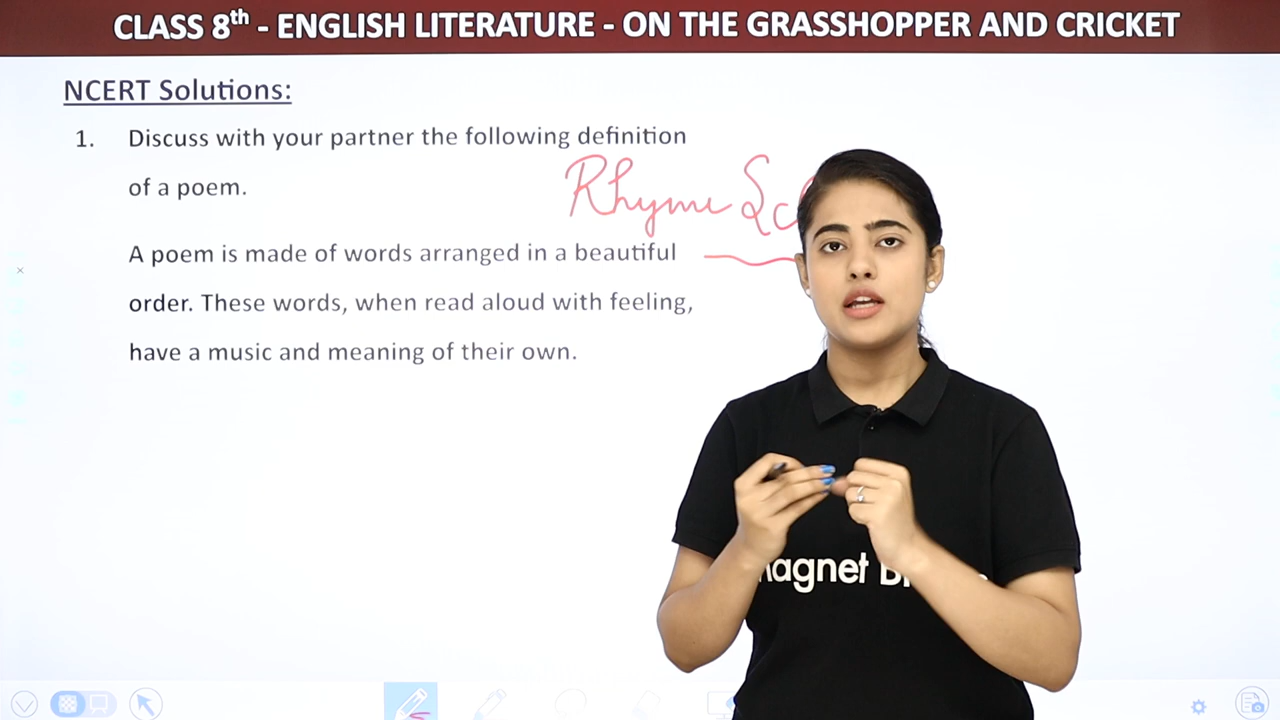 CLASS 8th - ENGLISH LITERATURE - ON THE GRASSHOPPER AND CRICKET
NCERT Solutions:
1. Discuss with your partner the following definition
of a poem.
Rhyme
A poem is made of words arranged in a beautiful
order. These words, when read aloud with feeling,
have a music and meaning of their own.